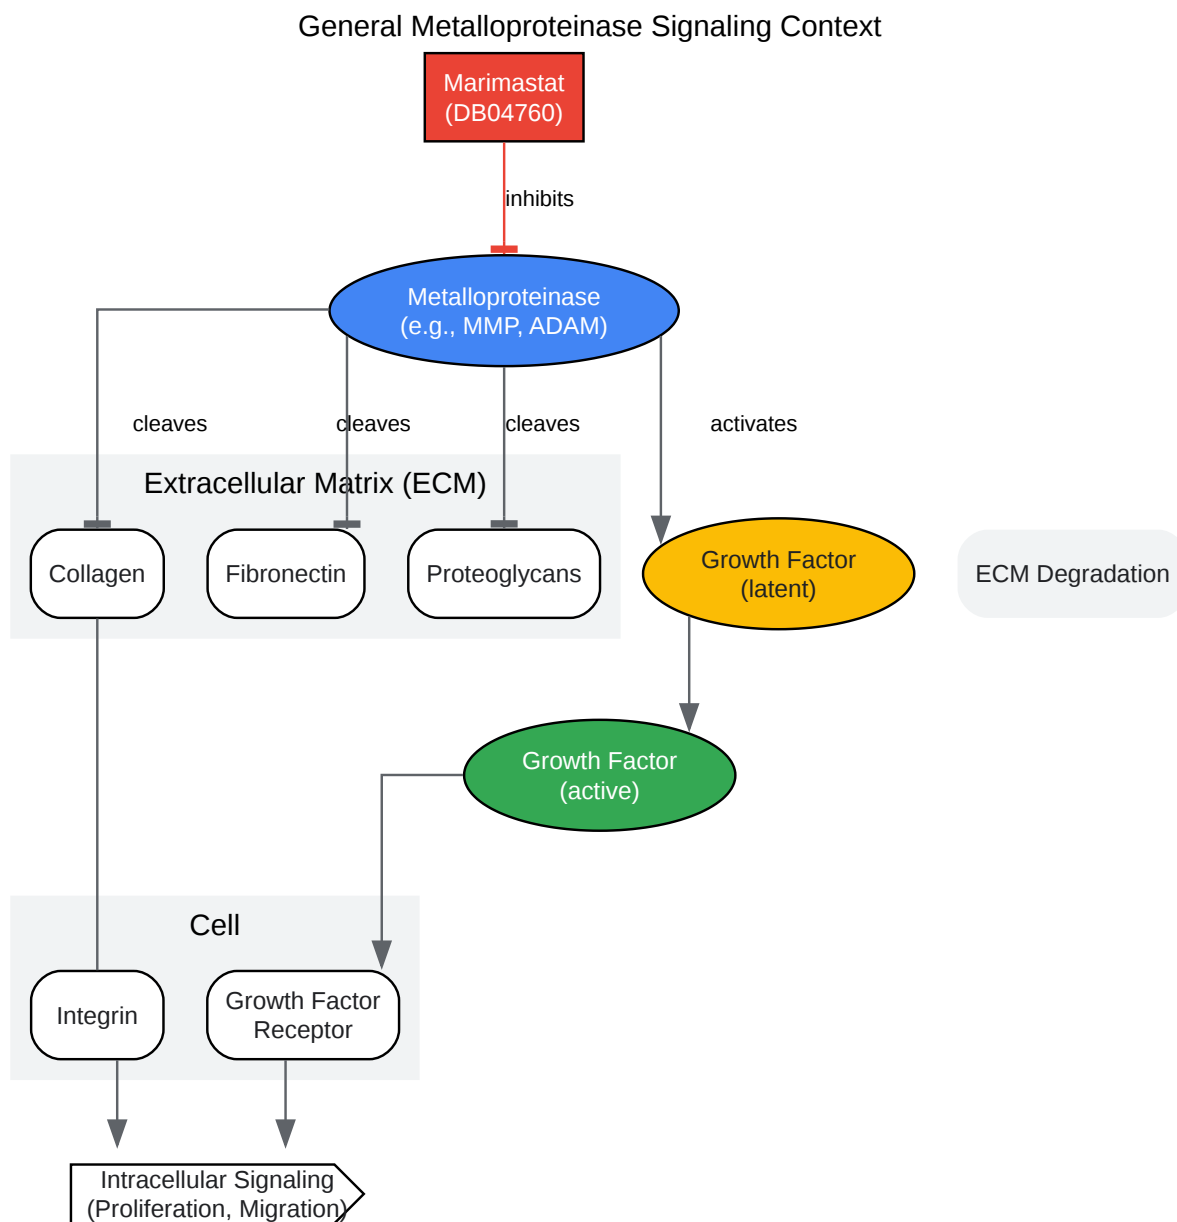 General Metalloproteinase Signaling Context
Marimastat
(DB04760)
inhibits
Metalloproteinase
(e.g., MMP, ADAM)
cleaves
cleaves
cleaves
activates
Extracellular Matrix (ECM)
Collagen
Fibronectin
Proteoglycans
Growth Factor
(latent)
ECM Degradation
Growth Factor
(active)
Cell
Integrin
Growth Factor
Receptor
Intracellular Signaling
(Proliferation, Migration)